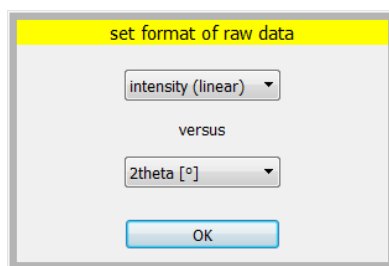 set format of raw data
intensity (linear)
versus
2theta [°]
OK